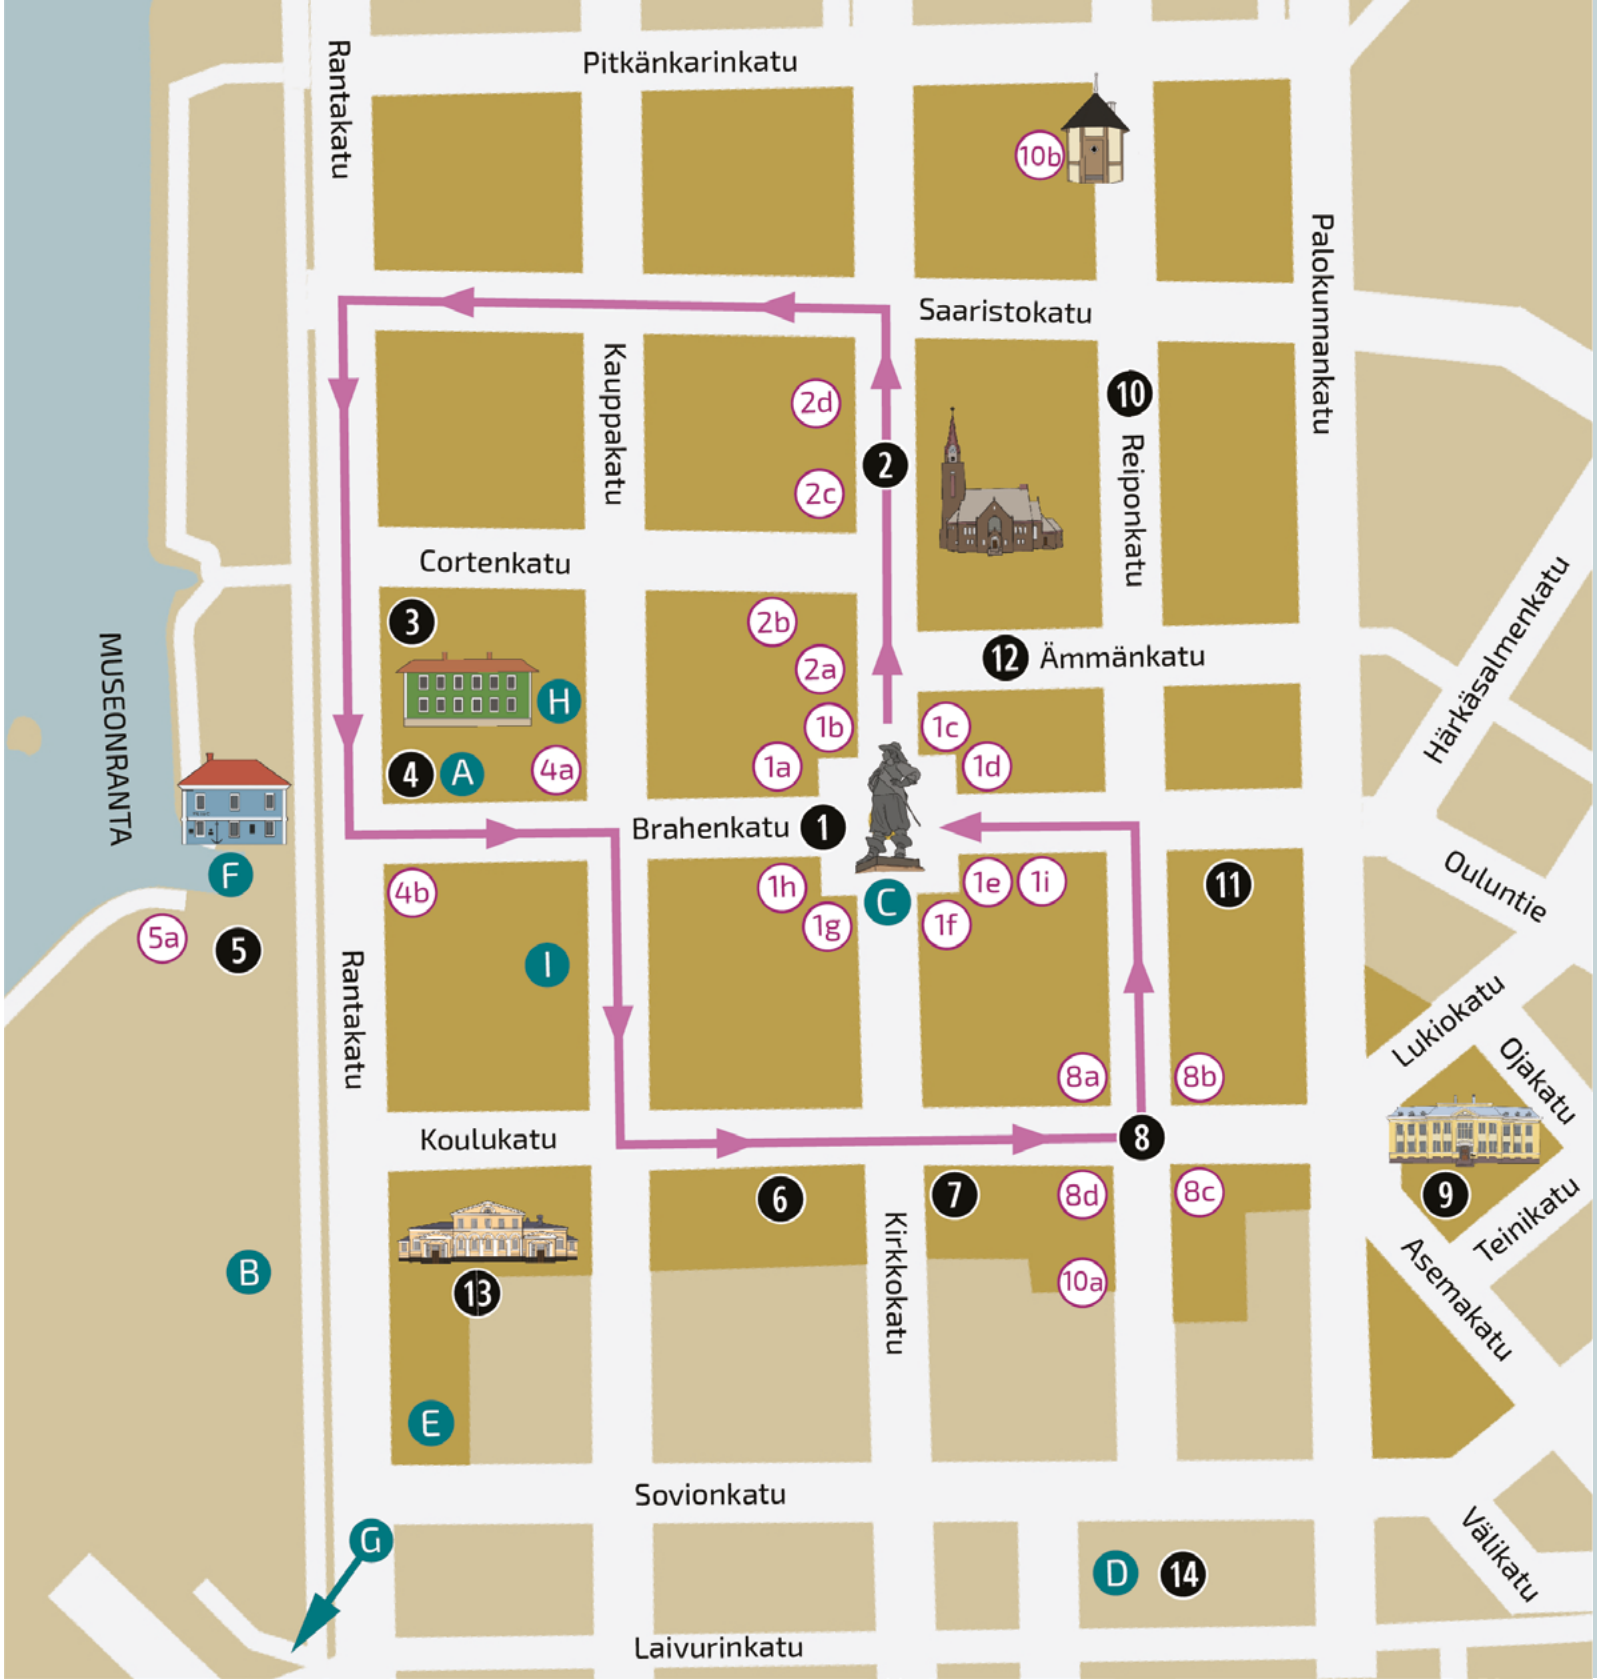 Pitkänkarinkatu
Rantakatu
10b
Palokunnankatu
Saaristokatu
Kauppakatu
2d
10
2
2c
Reiponkatu
Cortenkatu
3
2b
12
Ämmänkatu
Härkäsalmenkatu
MUSEONRANTA
2a
H
1b
1c
4
A
4a
1a
1d
Brahenkatu
1
F
4b
1h
C
1e
1i
11
Ouluntie
5a
5
1g
1f
I
Rantakatu
Lukiokatu
8a
8b
Ojakatu
Koulukatu
8
6
7
8d
8c
9
Teinikatu
Kirkkokatu
B
13
10a
Asemakatu
E
Sovionkatu
G
D
14
Välikatu
Laivurinkatu